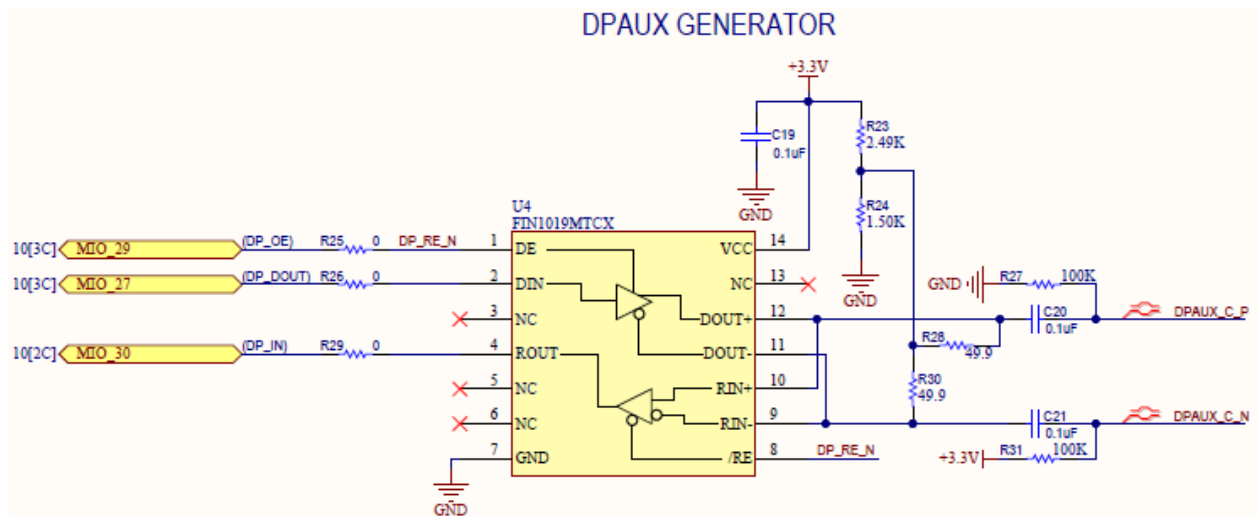 DPAUX GENERATOR
+3.3V
C19
0.1uF
R23
2.49K
GND
R24
1.50K
GND
U4
FIN1019MTCX
10[3C] MIO_29 (DP_OE) R25 0 DP_RE_N 1 DE VCC 14
10[3C] MIO_27 (DP_DOUT) R26 0 2 DIN NC 13
3 NC DOUT+ 12
10[2C] MIO_30 (DP_IN) R29 0 4 ROUT DOUT- 11
5 NC RIN+ 10
6 NC RIN- 9
7 GND /RE 8 DP_RE_N
GND
GND R27 100K
C20
0.1uF
DPAUX_C_P
R28
49.9
R30
49.9
C21
0.1uF
DPAUX_C_N
+3.3V R31 100K